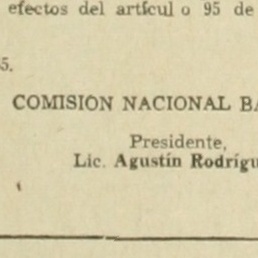 efectos del artícul o 95 de
5.
COMISION NACIONAL BA
Presidente,
Lic. Agustín Rodrígu